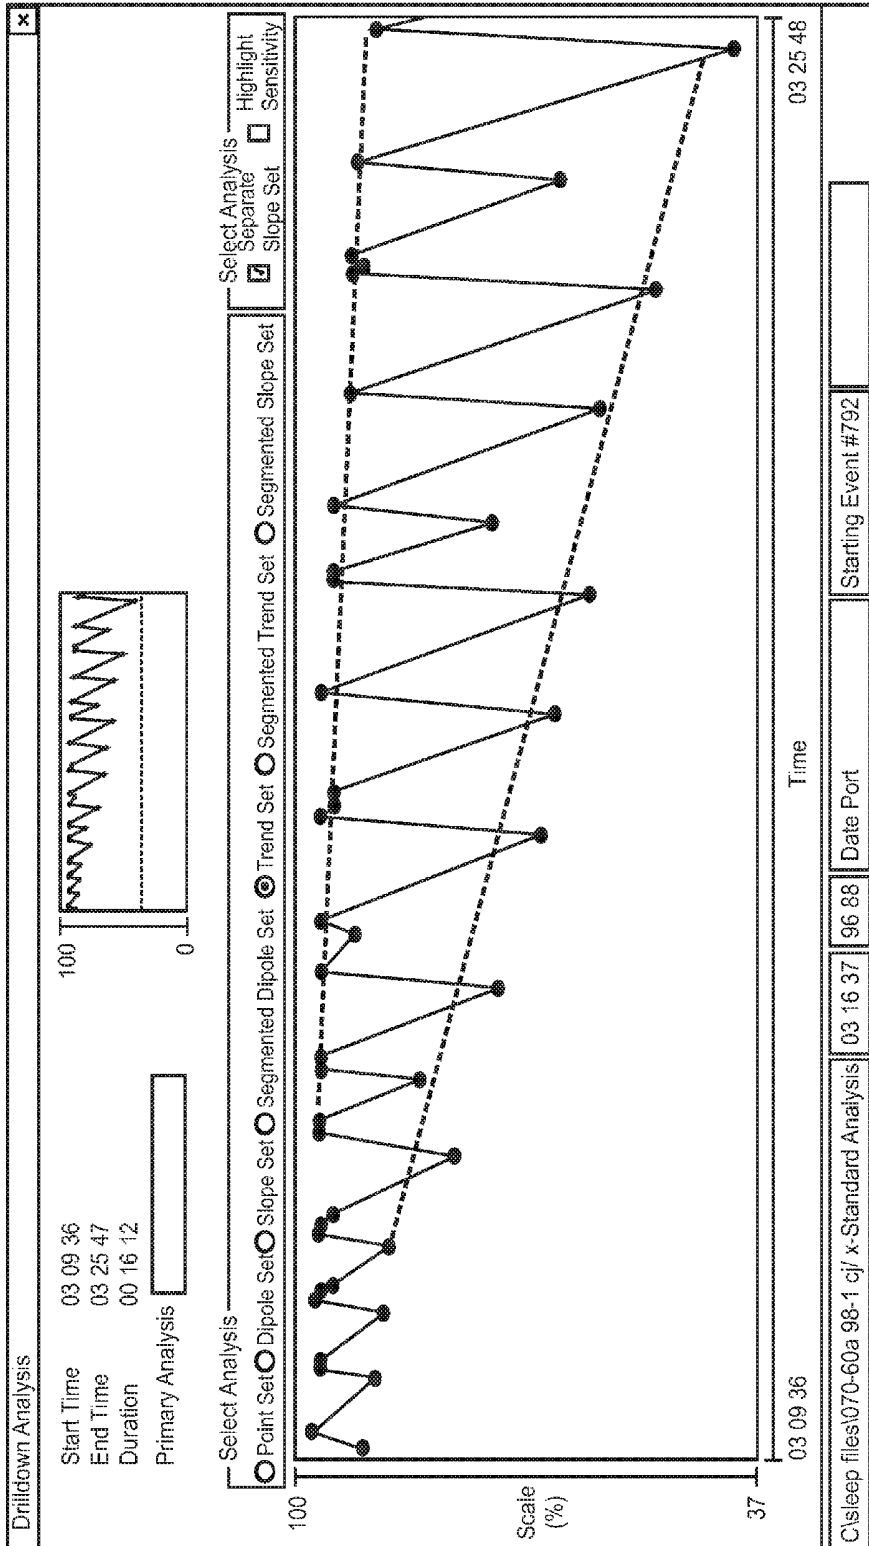 Drilldown Analysis
x
Start Time 03 09 36
End Time 03 25 47
Duration 00 16 12
Primary Analysis
100
0
Select Analysis
Point Set Dipole Set Slope Set Segmented Dipole Set Trend Set Segmented Trend Set Segmented Slope Set
Select Analysis
Separate Slope Set
Highlight Sensitivity
100
Scale
(%)
37
03 09 36
Time
03 25 48
C\sleep files\070-60a 98-1 cj/ x-Standard Analysis 03 16 37 96 88 Date Port Starting Event #792